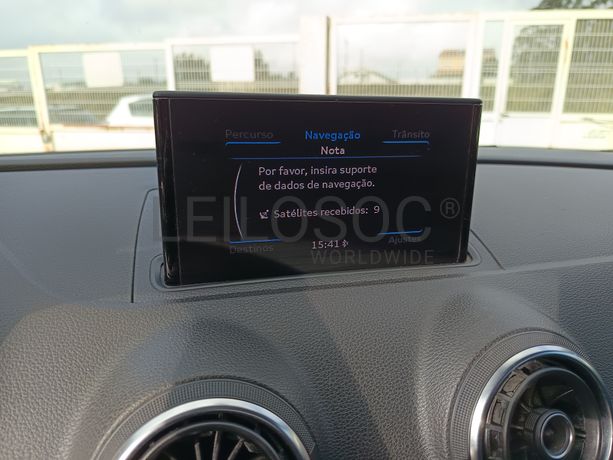 Percurso Navegação Trânsito
Nota
Por favor, insira suporte
de dados de navegação.
Satélites recebidos: 9
LEILOSOC®
WORLDWIDE
Destinos 15:41 Ajustes